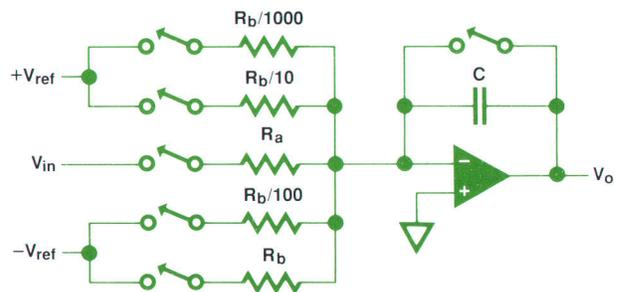 R_b/1000
+V_ref
R_b/10
C
V_in
R_a
−
+
V_o
R_b/100
−V_ref
R_b